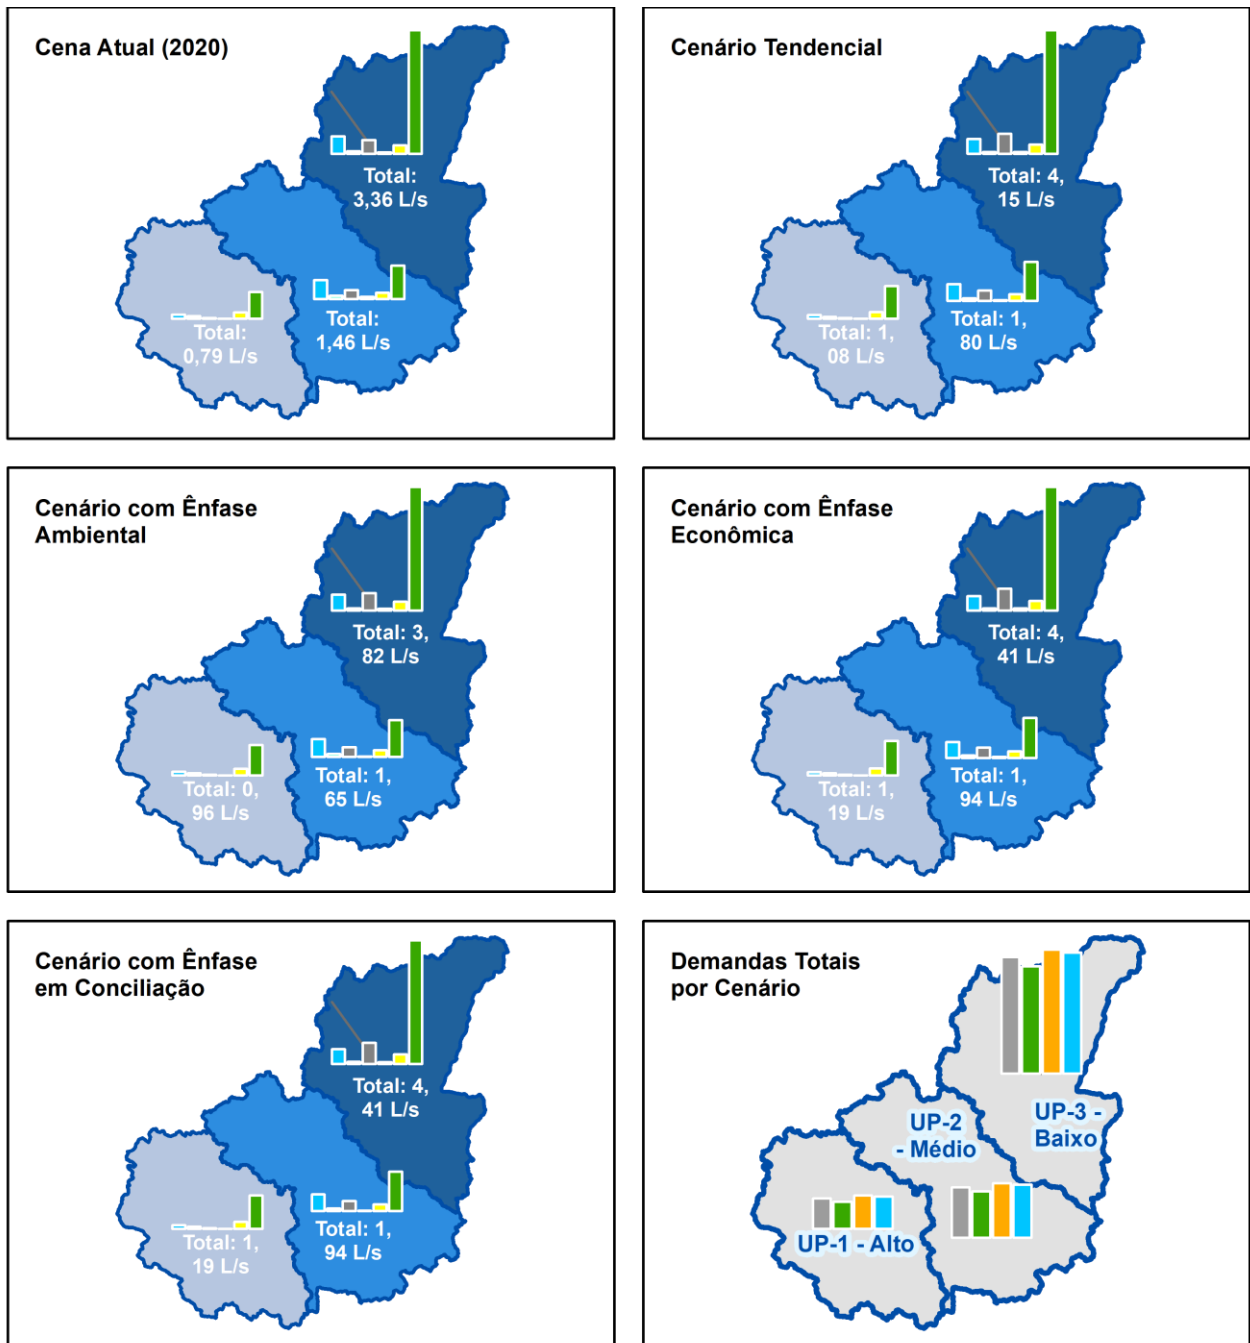 Cena Atual (2020)
Total:
3,36 L/s
Total:
1,46 L/s
Total:
0,79 L/s
Cenário Tendencial
Total: 4,
15 L/s
Total: 1,
80 L/s
Total: 1,
08 L/s
Cenário com Ênfase
Ambiental
Total: 3,
82 L/s
Total: 1,
65 L/s
Total: 0,
96 L/s
Cenário com Ênfase
Econômica
Total: 4,
41 L/s
Total: 1,
94 L/s
Total: 1,
19 L/s
Cenário com Ênfase
em Conciliação
Total: 4,
41 L/s
Total: 1,
94 L/s
Total: 1,
19 L/s
Demandas Totais
por Cenário
UP-3 -
Baixo
UP-2
- Médio
UP-1 - Alto